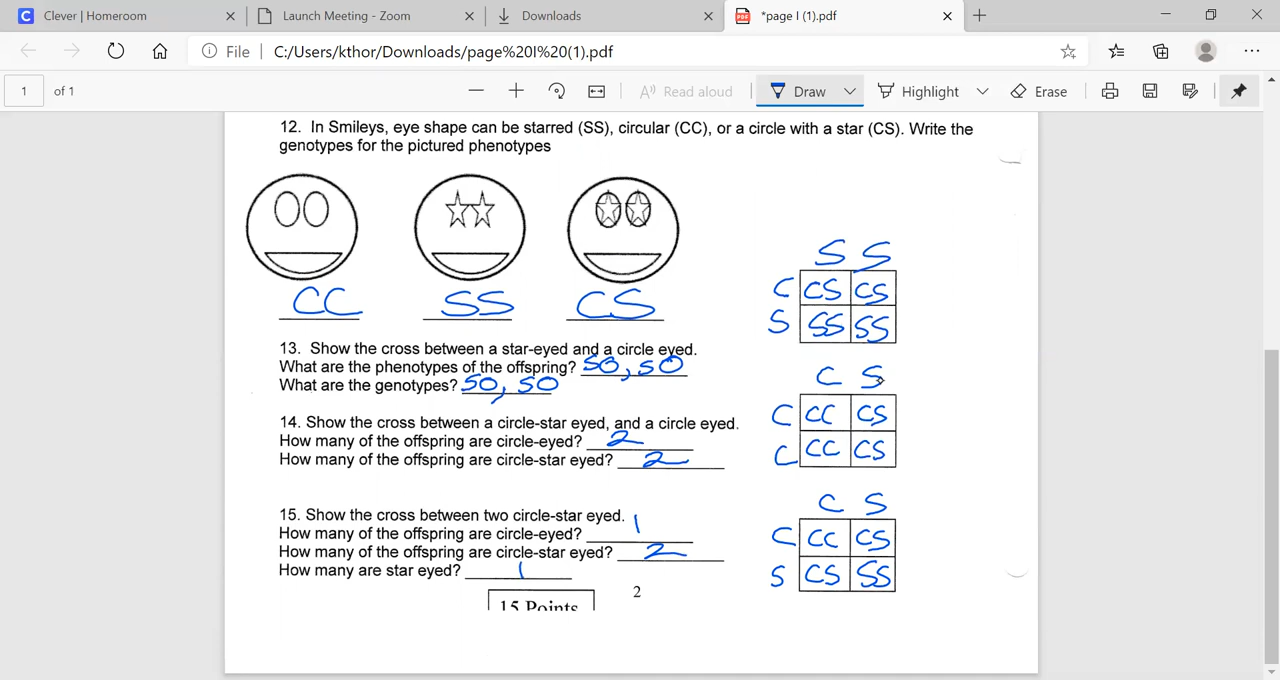 Clever | Homeroom
Launch Meeting - Zoom
Downloads
*page I (1).pdf
File C:/Users/kthor/Downloads/page%20I%20(1).pdf
1 of 1
Read aloud
Draw
Highlight
Erase
12. In Smileys, eye shape can be starred (SS), circular (CC), or a circle with a star (CS). Write the
genotypes for the pictured phenotypes
CC SS CS
S S
C CS CS
S SS SS
13. Show the cross between a star-eyed and a circle eyed.
What are the phenotypes of the offspring? 50, 50
What are the genotypes? 50, 50
C S
C CC CS
C CC CS
14. Show the cross between a circle-star eyed, and a circle eyed.
How many of the offspring are circle-eyed? 2
How many of the offspring are circle-star eyed? 2
C S
C CC CS
S CS SS
15. Show the cross between two circle-star eyed.
How many of the offspring are circle-eyed? 1
How many of the offspring are circle-star eyed? 2
How many are star eyed? 1
2
15 Points